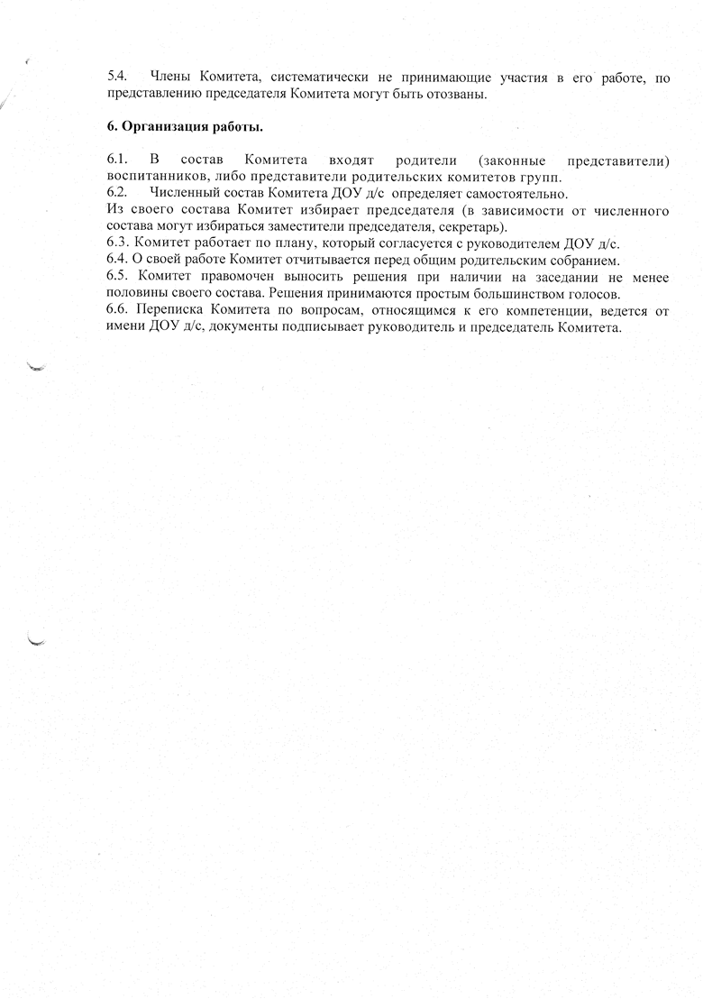 5.4. Члены Комитета, систематически не принимающие участия в его работе, по
представлению председателя Комитета могут быть отозваны.
6. Организация работы.
6.1. В состав Комитета входят родители (законные представители)
воспитанников, либо представители родительских комитетов групп.
6.2. Численный состав Комитета ДОУ д/с определяет самостоятельно.
Из своего состава Комитет избирает председателя (в зависимости от численного
состава могут избираться заместители председателя, секретарь).
6.3. Комитет работает по плану, который согласуется с руководителем ДОУ д/с.
6.4. О своей работе Комитет отчитывается перед общим родительским собранием.
6.5. Комитет правомочен выносить решения при наличии на заседании не менее
половины своего состава. Решения принимаются простым большинством голосов.
6.6. Переписка Комитета по вопросам, относящимся к его компетенции, ведется от
имени ДОУ д/с, документы подписывает руководитель и председатель Комитета.